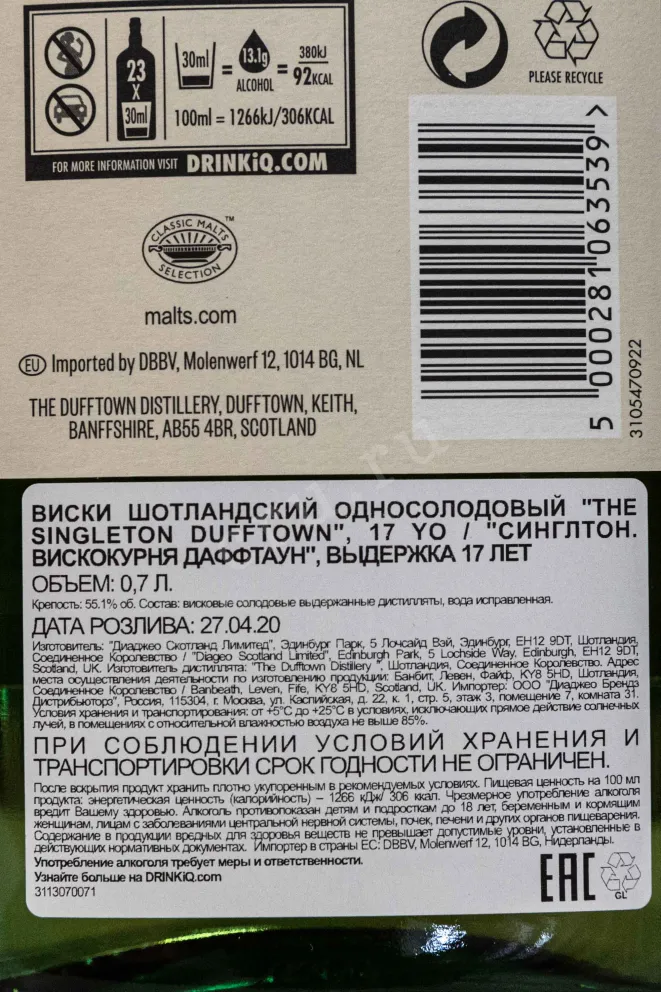 23
X
30ml
30ml
=
13.1g
ALCOHOL
=
380kJ
92KCAL
100ml = 1266kJ/306KCAL
FOR MORE INFORMATION VISIT DRINKiQ.COM
PLEASE RECYCLE
CLASSIC MALTS
SELECTION
TM
malts.com
EU Imported by DBBV, Molenwerf 12, 1014 BG, NL
THE DUFFTOWN DISTILLERY, DUFFTOWN, KEITH,
BANFFSHIRE, AB55 4BR, SCOTLAND
5 000281 063539 >
3105470922
ВИСКИ ШОТЛАНДСКИЙ ОДНОСОЛОДОВЫЙ "THE
SINGLETON DUFFTOWN", 17 YO / "СИНГЛТОН.
ВИСКОКУРНЯ ДАФФТАУН", ВЫДЕРЖКА 17 ЛЕТ
ОБЪЕМ: 0,7 Л.
Крепость: 55.1% об. Состав: висковые солодовые выдержанные дистилляты, вода исправленная.
ДАТА РОЗЛИВА: 27.04.20
Изготовитель: "Диаджео Скотланд Лимитед", Эдинбург Парк, 5 Лочсайд Вэй, Эдинбург, EH12 9DT, Шотландия,
Соединенное Королевство / "Diageo Scotland Limited", Edinburgh Park, 5 Lochside Way, Edinburgh, EH12 9DT,
Scotland, UK. Изготовитель дистиллята: "The Dufftown Distillery ", Шотландия, Соединенное Королевство. Адрес
места осуществления деятельности по изготовлению продукции: Банбит, Левен, Файф, KY8 5HD, Шотландия,
Соединенное Королевство / Banbeath, Leven, Fife, KY8 5HD, Scotland, UK. Импортер: ООО "Диаджео Брендз
Дистрибьюторз", Россия, 115304, г. Москва, ул. Каспийская, д. 22, к. 1, стр. 5, этаж 3, помещение 7, комната 31.
Условия хранения и транспортирования: от +5°С до +25°С в условиях, исключающих прямое действие солнечных
лучей, в помещениях с относительной влажностью воздуха не выше 85%.
ПРИ СОБЛЮДЕНИИ УСЛОВИЙ ХРАНЕНИЯ И
ТРАНСПОРТИРОВКИ СРОК ГОДНОСТИ НЕ ОГРАНИЧЕН.
После вскрытия продукт хранить плотно укупоренным в рекомендуемых условиях. Пищевая ценность на 100 мл
продукта: энергетическая ценность (калорийность) – 1266 кДж/ 306 ккал. Чрезмерное употребление алкоголя
вредит Вашему здоровью. Алкоголь противопоказан детям и подросткам до 18 лет, беременным и кормящим
женщинам, лицам с заболеваниями центральной нервной системы, почек, печени и других органов пищеварения.
Содержание в продукции вредных для здоровья веществ не превышает допустимые уровни, установленные в
действующих нормативных документах. Импортер в страны ЕС: DBBV, Molenwerf 12, 1014 BG, Нидерланды.
Употребление алкоголя требует меры и ответственности.
Узнайте больше на DRINKiQ.com
3113070071
EAC
GL